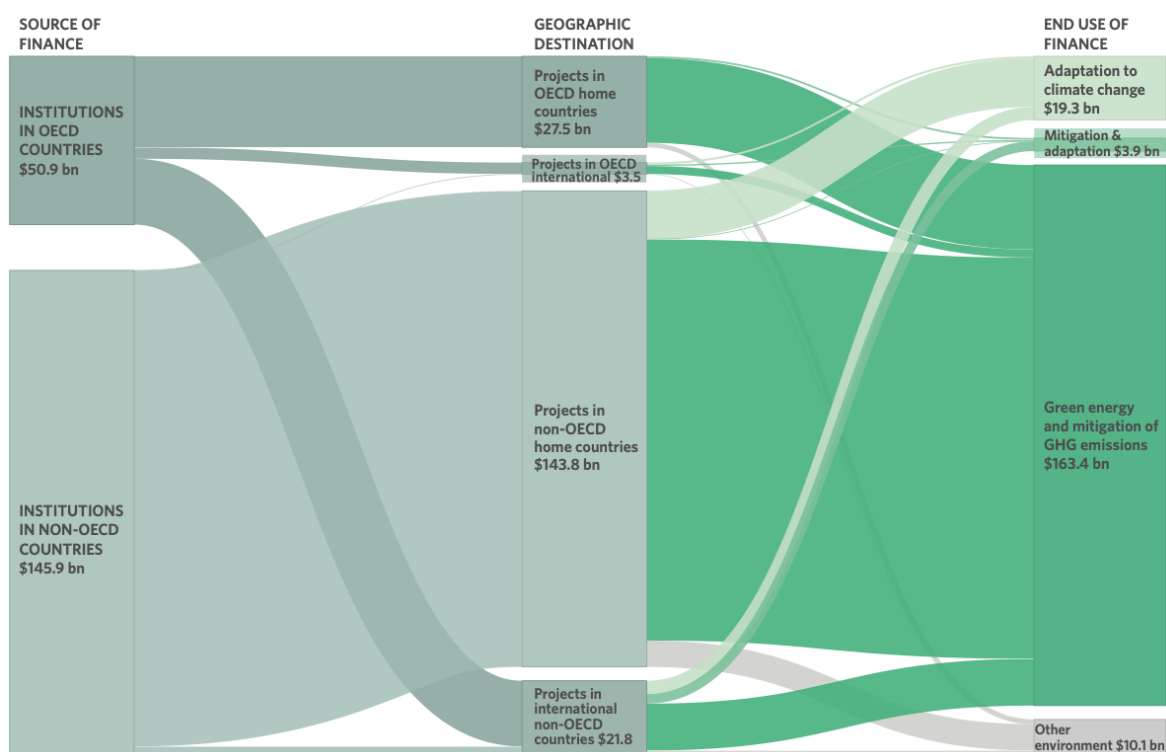 SOURCE OF
FINANCE
GEOGRAPHIC
DESTINATION
END USE OF
FINANCE
INSTITUTIONS
IN OECD
COUNTRIES
$50.9 bn
INSTITUTIONS
IN NON-OECD
COUNTRIES
$145.9 bn
Projects in
OECD home
countries
$27.5 bn
Projects in OECD
international $3.5
Projects in
non-OECD
home countries
$143.8 bn
Projects in
international
non-OECD
countries $21.8
Adaptation to
climate change
$19.3 bn
Mitigation &
adaptation $3.9 bn
Green energy
and mitigation of
GHG emissions
$163.4 bn
Other
environment $10.1 bn